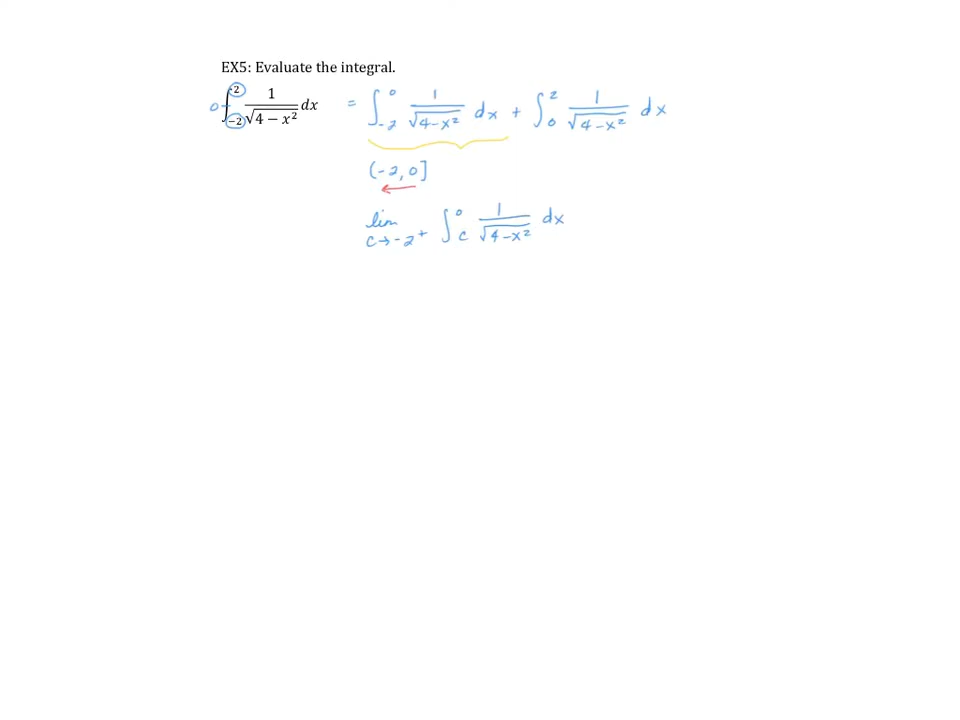 EX5: Evaluate the integral.
0 ∫_{-2}^{2} 1/√(4 − x²) dx = ∫_{-2}^{0} 1/√(4-x²) dx + ∫_{0}^{2} 1/√(4-x²) dx
(-2, 0]
lim_{c→-2⁺} ∫_{c}^{0} 1/√(4-x²) dx